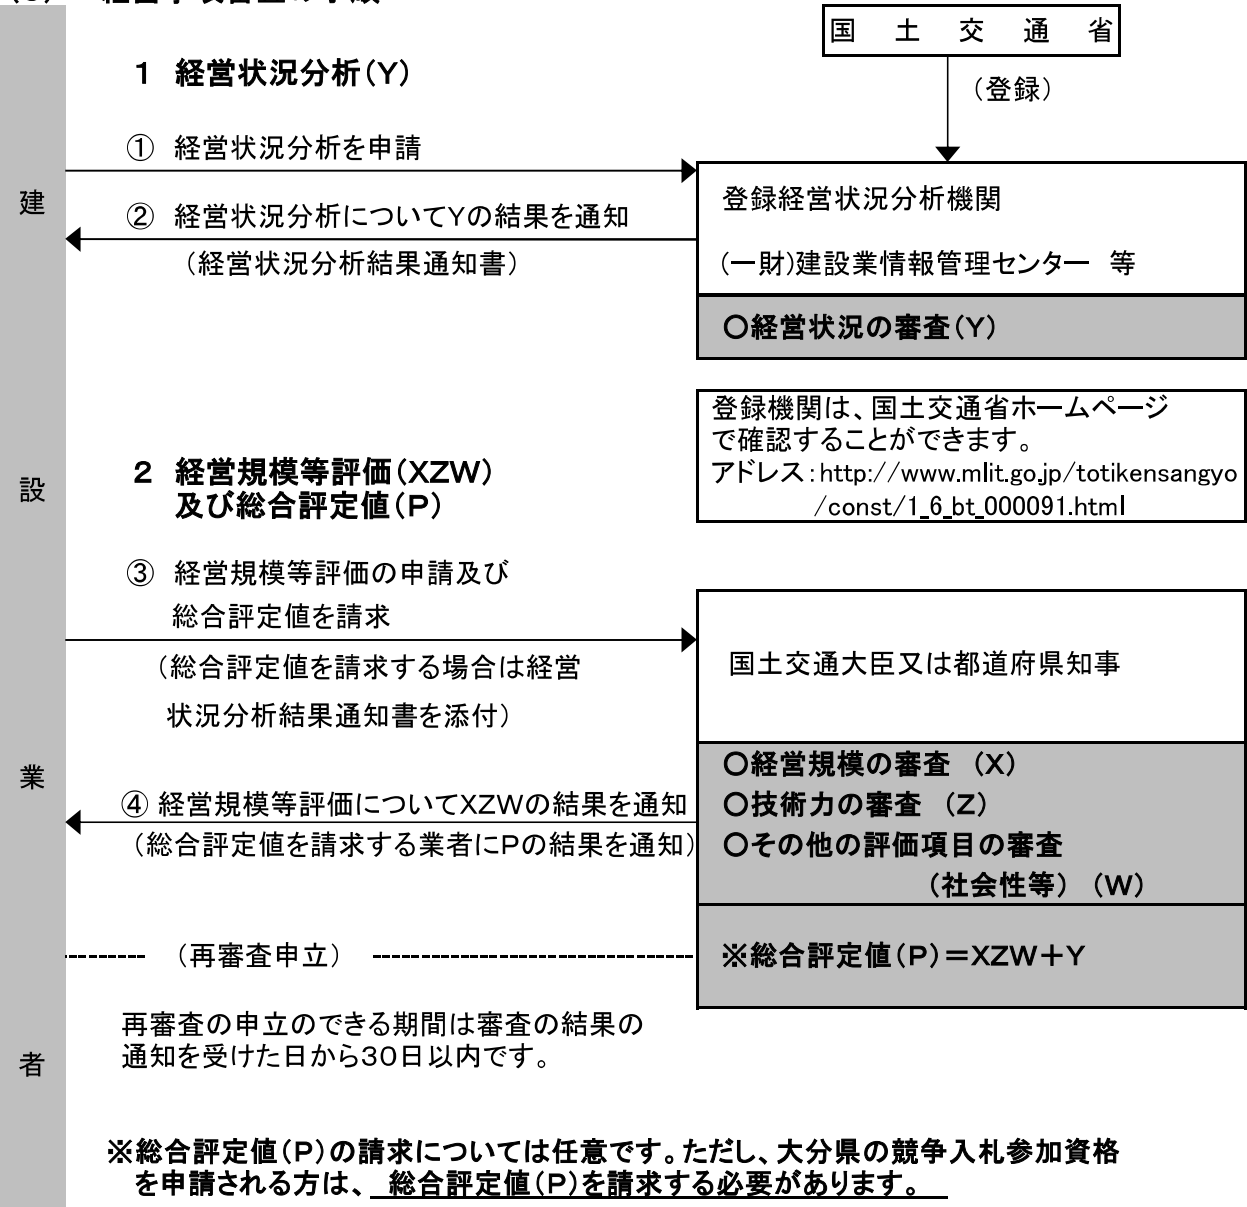 国 土 交 通 省
1 経営状況分析(Y)
(登録)
① 経営状況分析を申請
② 経営状況分析についてYの結果を通知
(経営状況分析結果通知書)
登録経営状況分析機関
(一財)建設業情報管理センター 等
○経営状況の審査(Y)
登録機関は、国土交通省ホームページ
で確認することができます。
アドレス:http://www.mlit.go.jp/totikensangyo
/const/1_6_bt_000091.html
2 経営規模等評価(XZW)
及び総合評定値(P)
③ 経営規模等評価の申請及び
総合評定値を請求
(総合評定値を請求する場合は経営
状況分析結果通知書を添付)
国土交通大臣又は都道府県知事
④ 経営規模等評価についてXZWの結果を通知
(総合評定値を請求する業者にPの結果を通知)
○経営規模の審査 (X)
○技術力の審査 (Z)
○その他の評価項目の審査
(社会性等) (W)
(再審査申立)
※総合評定値(P)=XZW+Y
再審査の申立のできる期間は審査の結果の
通知を受けた日から30日以内です。
※総合評定値(P)の請求については任意です。ただし、大分県の競争入札参加資格
を申請される方は、 総合評定値(P)を請求する必要があります。
建
設
業
者